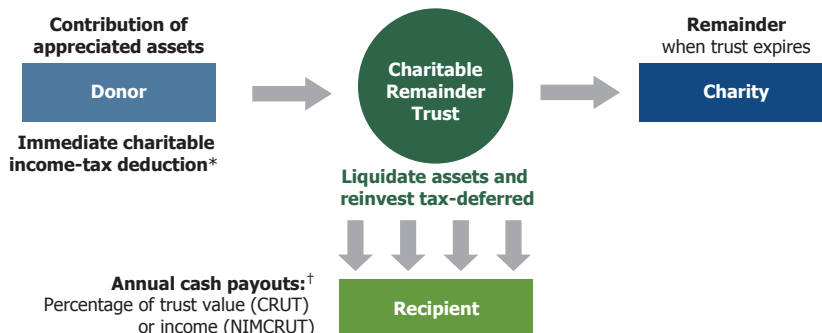 Contribution of
appreciated assets
Donor
Immediate charitable
income-tax deduction*
Charitable
Remainder
Trust
Liquidate assets and
reinvest tax-deferred
Remainder
when trust expires
Charity
Annual cash payouts:†
Percentage of trust value (CRUT)
or income (NIMCRUT)
Recipient